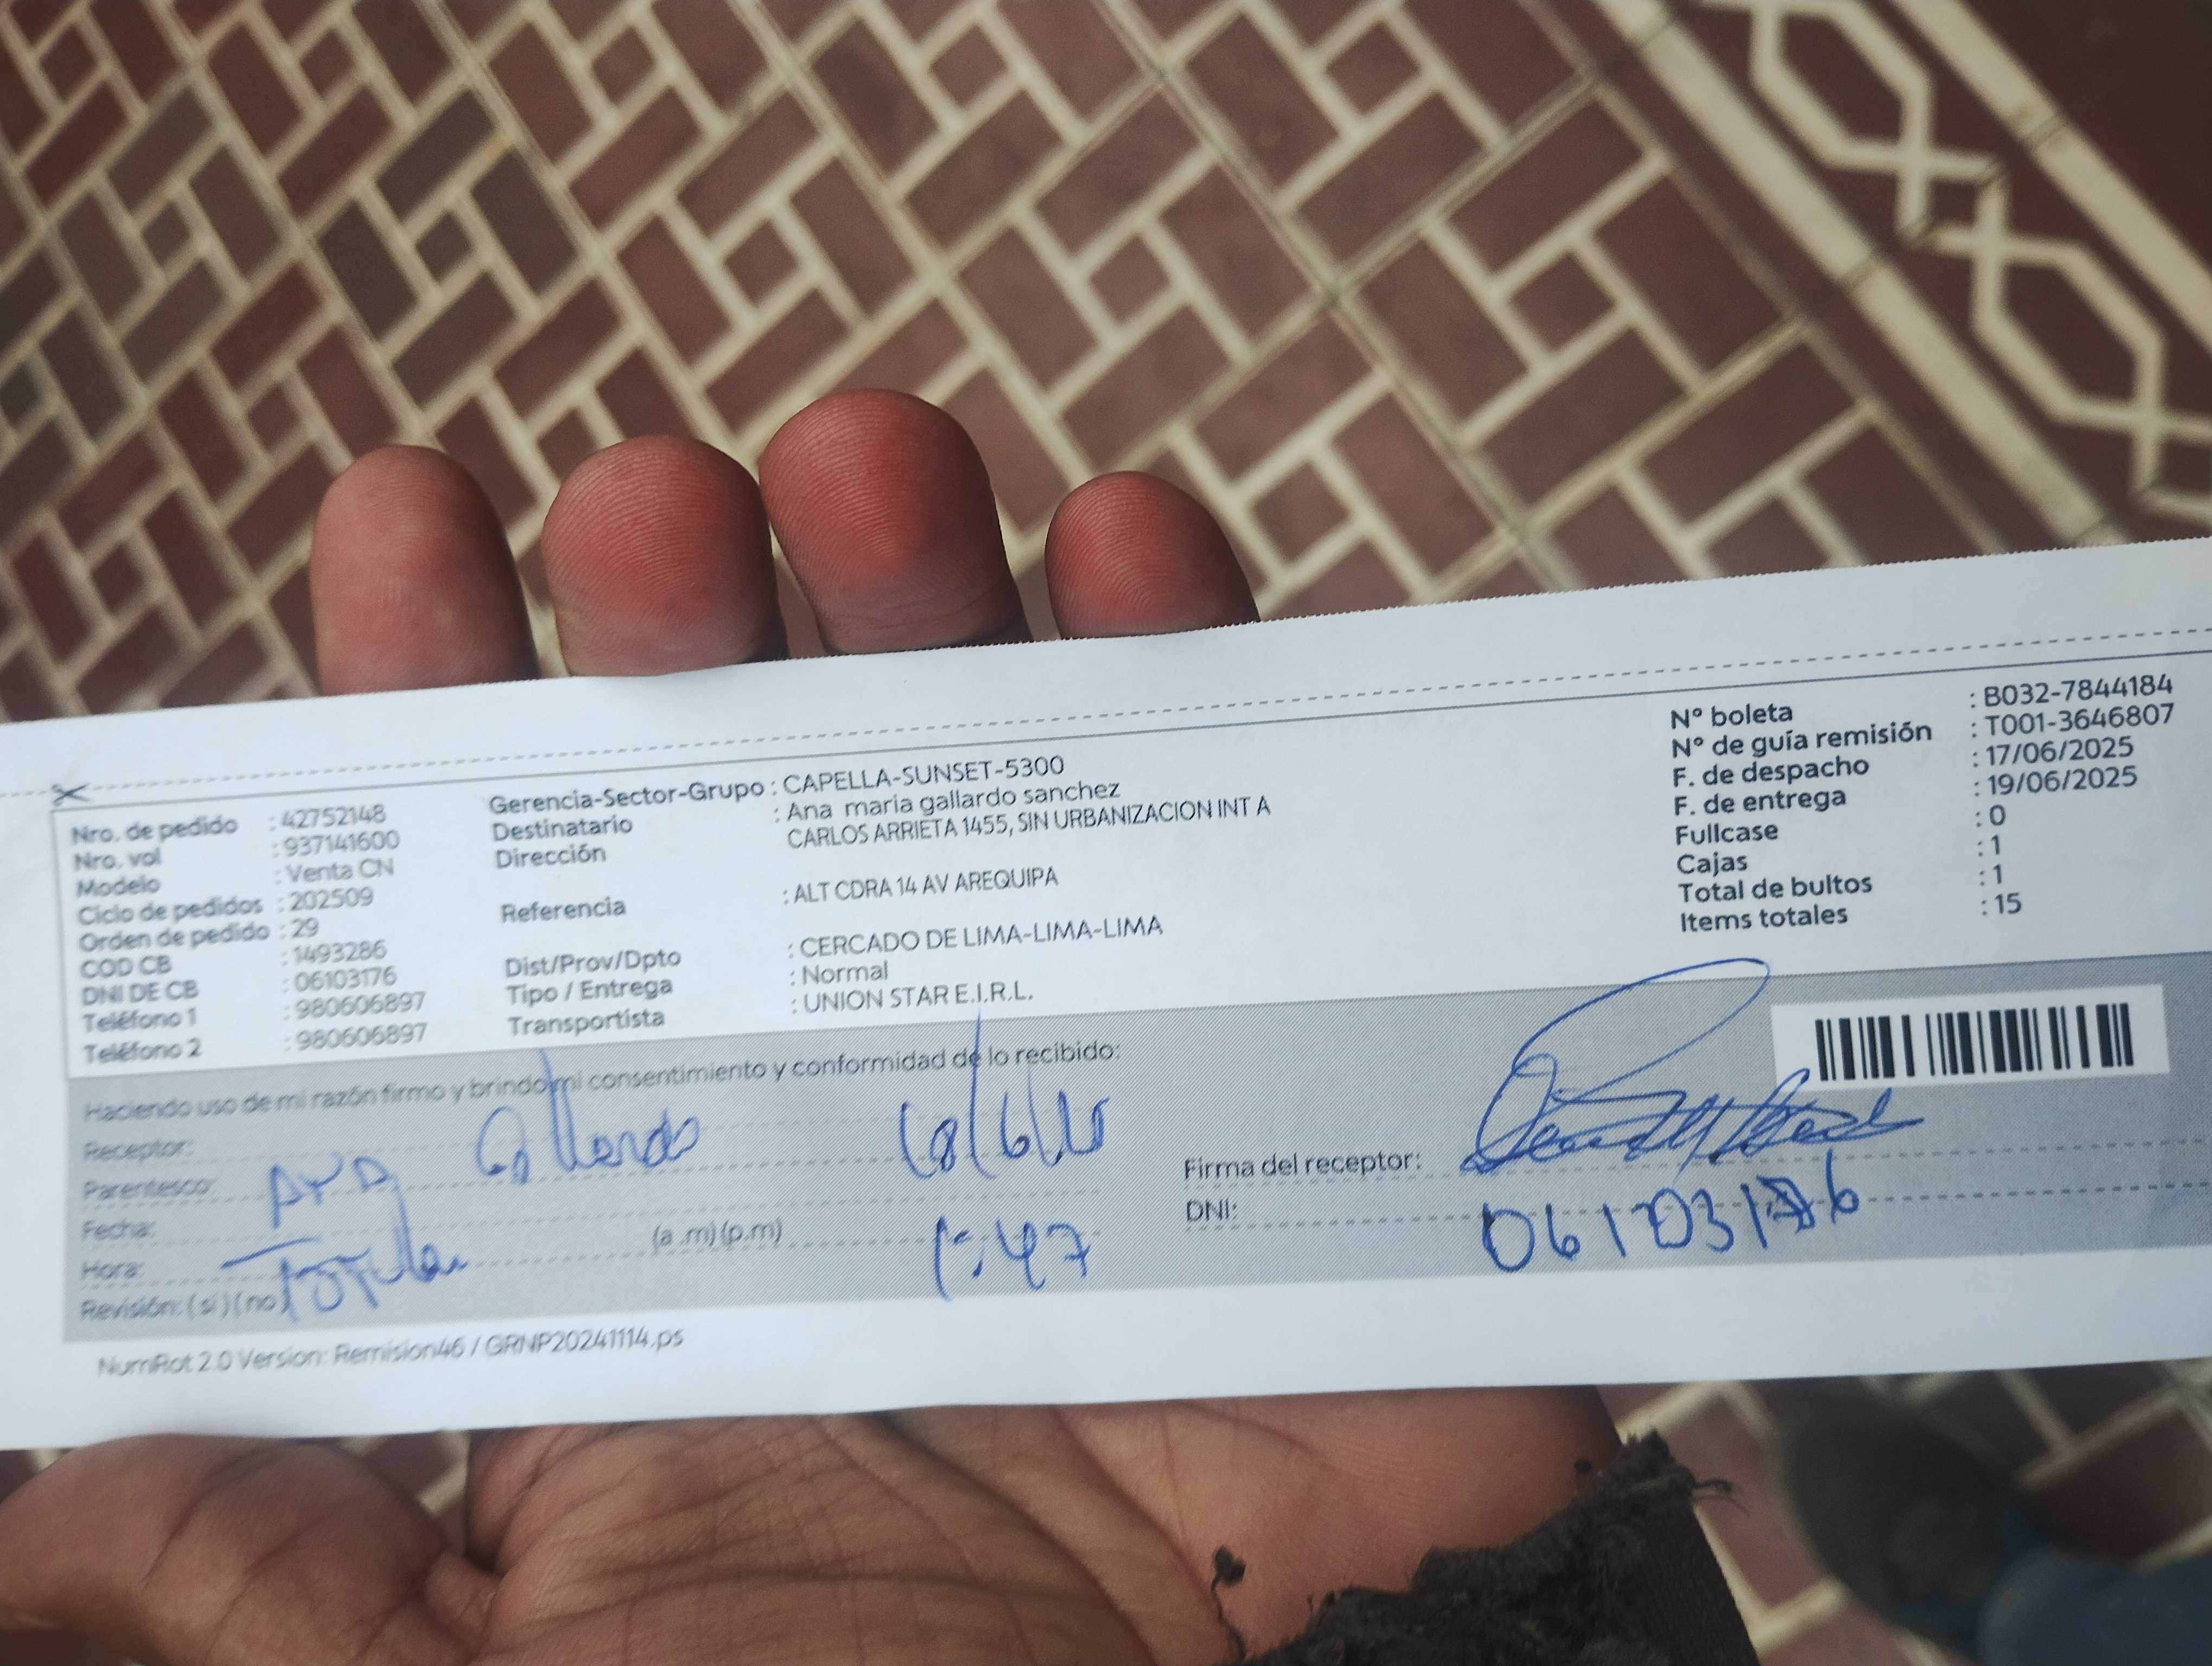 Nro. de pedido : 42752148
Nro. vol : 937141600
Modelo : Venta CN
Ciclo de pedidos : 202509
Orden de pedido : 29
COD CB : 1493286
DNI DE CB : 06103176
Teléfono 1 : 980606897
Teléfono 2 : 980606897
Gerencia-Sector-Grupo : CAPELLA-SUNSET-5300
Destinatario : Ana maria gallardo sanchez
Dirección CARLOS ARRIETA 1455, SIN URBANIZACION INT A
Referencia : ALT CDRA 14 AV AREQUIPA
Dist/Prov/Dpto : CERCADO DE LIMA-LIMA-LIMA
Tipo / Entrega : Normal
Transportista : UNION STAR E.I.R.L.
N° boleta : B032-7844184
N° de guía remisión : T001-3646807
F. de despacho : 17/06/2025
F. de entrega : 19/06/2025
Fullcase : 0
Cajas : 1
Total de bultos : 1
Items totales : 15
Haciendo uso de mi razón firmo y brindo mi consentimiento y conformidad de lo recibido:
Receptor:
Parentesco: Gallardo
Fecha:
Hora: (a .m) (p.m) 1:47
Revisión: (si) (no)
Firma del receptor:
DNI: 06103176
NumRot 2.0 Version: Remision46 / GRNP20241114.ps